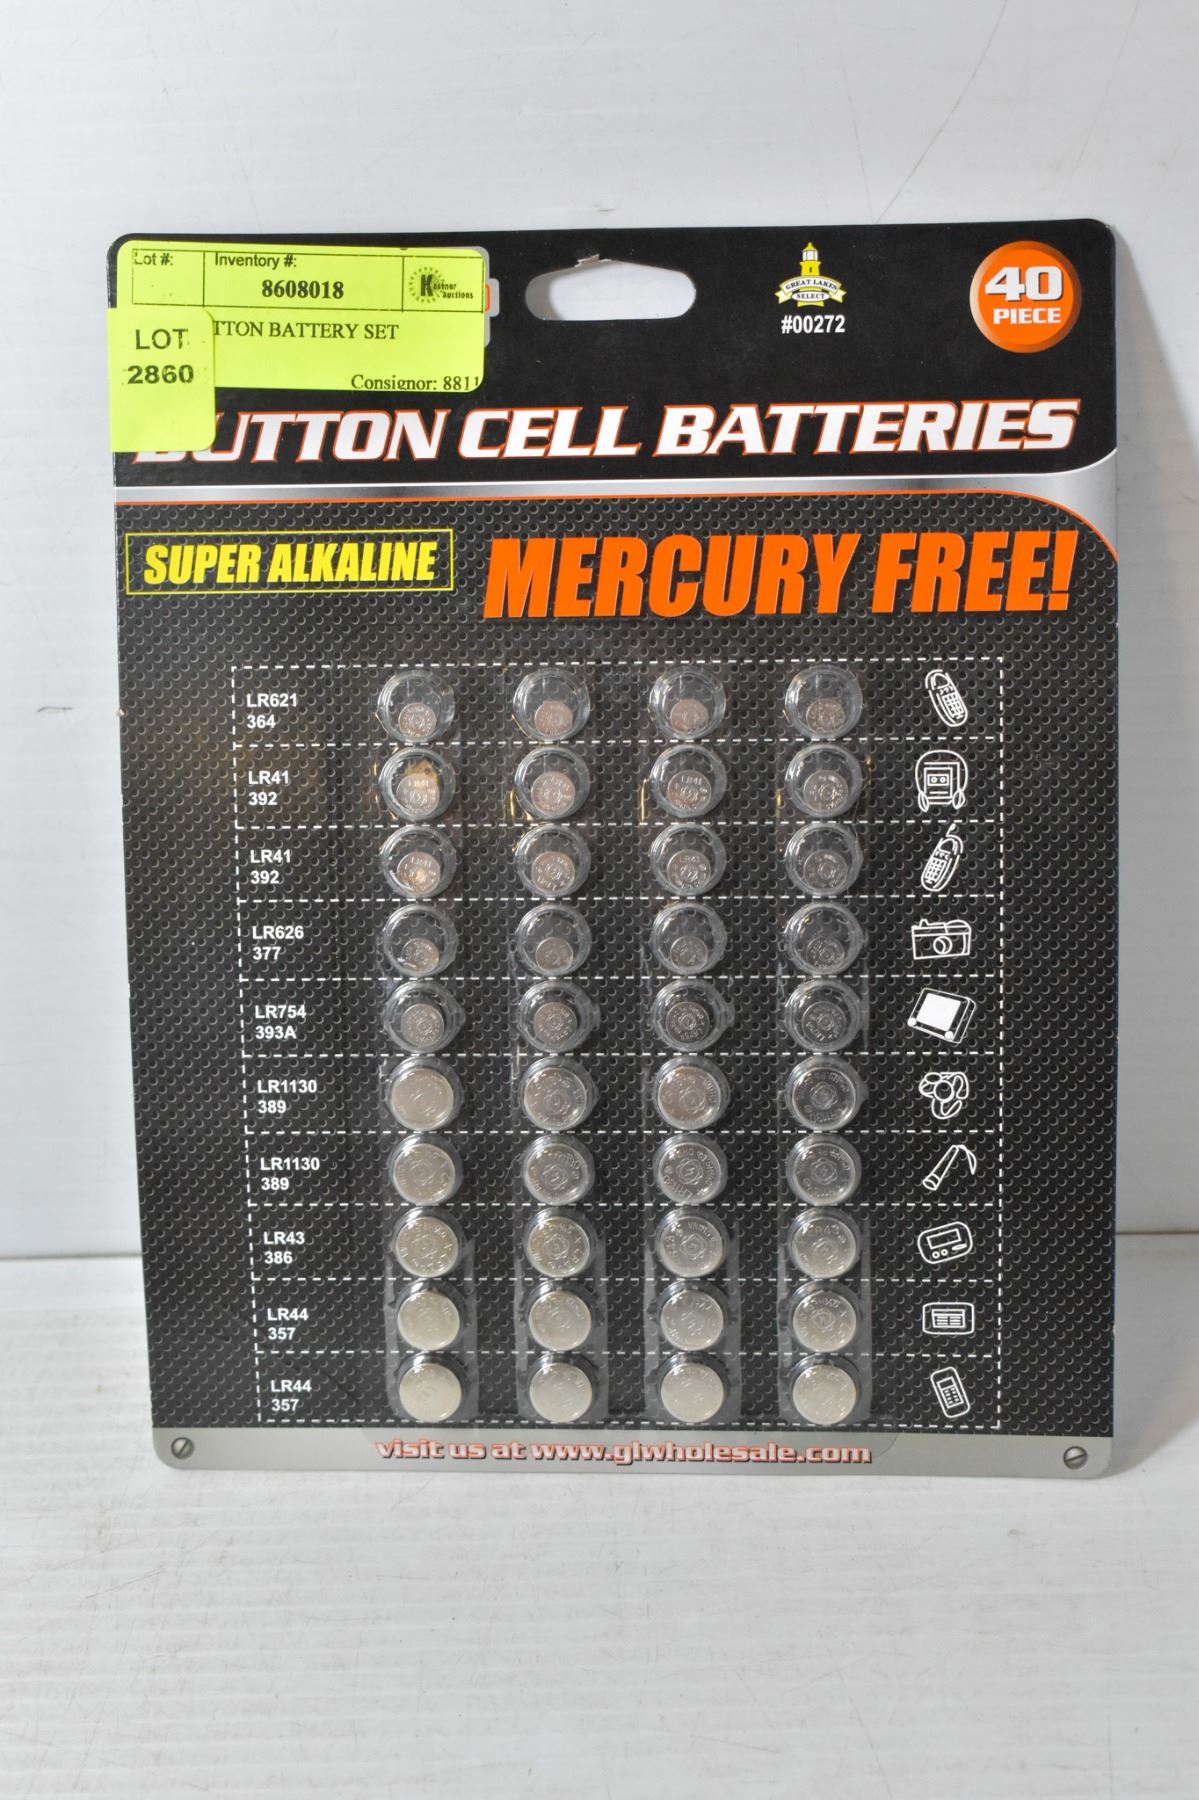 Lot #: Inventory #:
8608018
Kastner Auctions
TTON BATTERY SET
LOT
2860
Consignor: 8811
GREAT LAKES
SELECT
#00272
40
PIECE
BUTTON CELL BATTERIES
SUPER ALKALINE
MERCURY FREE!
LR621
364
LR41
392
LR41
392
LR626
377
LR754
393A
LR1130
389
LR1130
389
LR43
386
LR44
357
LR44
357
visit us at www.glwholesale.com